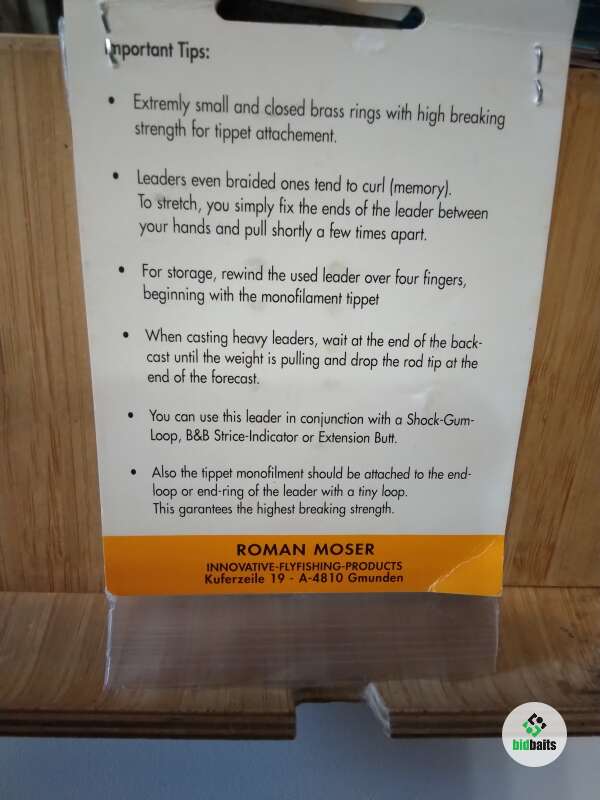 Important Tips:
• Extremly small and closed brass rings with high breaking
strength for tippet attachement.
• Leaders even braided ones tend to curl (memory).
To stretch, you simply fix the ends of the leader between
your hands and pull shortly a few times apart.
• For storage, rewind the used leader over four fingers,
beginning with the monofilament tippet
• When casting heavy leaders, wait at the end of the back-
cast until the weight is pulling and drop the rod tip at the
end of the forecast.
• You can use this leader in conjunction with a Shock-Gum-
Loop, B&B Strice-Indicator or Extension Butt.
• Also the tippet monofilment should be attached to the end-
loop or end-ring of the leader with a tiny loop.
This garantees the highest breaking strength.
ROMAN MOSER
INNOVATIVE-FLYFISHING-PRODUCTS
Kuferzeile 19 - A-4810 Gmunden
bidbaits